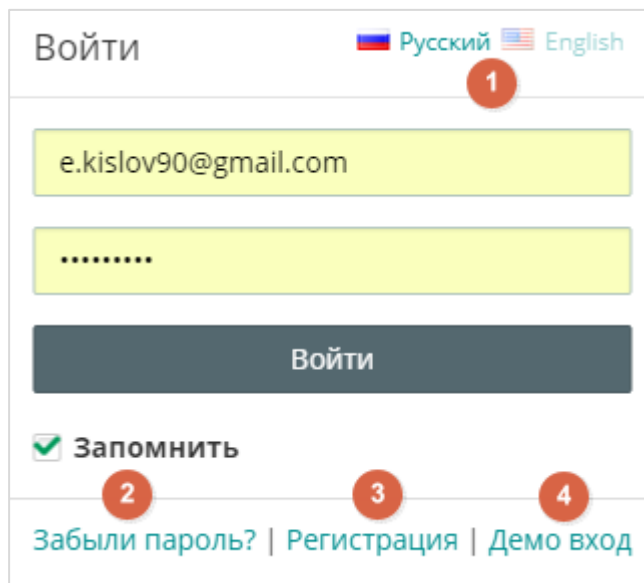 Войти Русский English
1
e.kislov90@gmail.com
•••••••••
Войти
Запомнить
2 3 4
Забыли пароль? | Регистрация | Демо вход